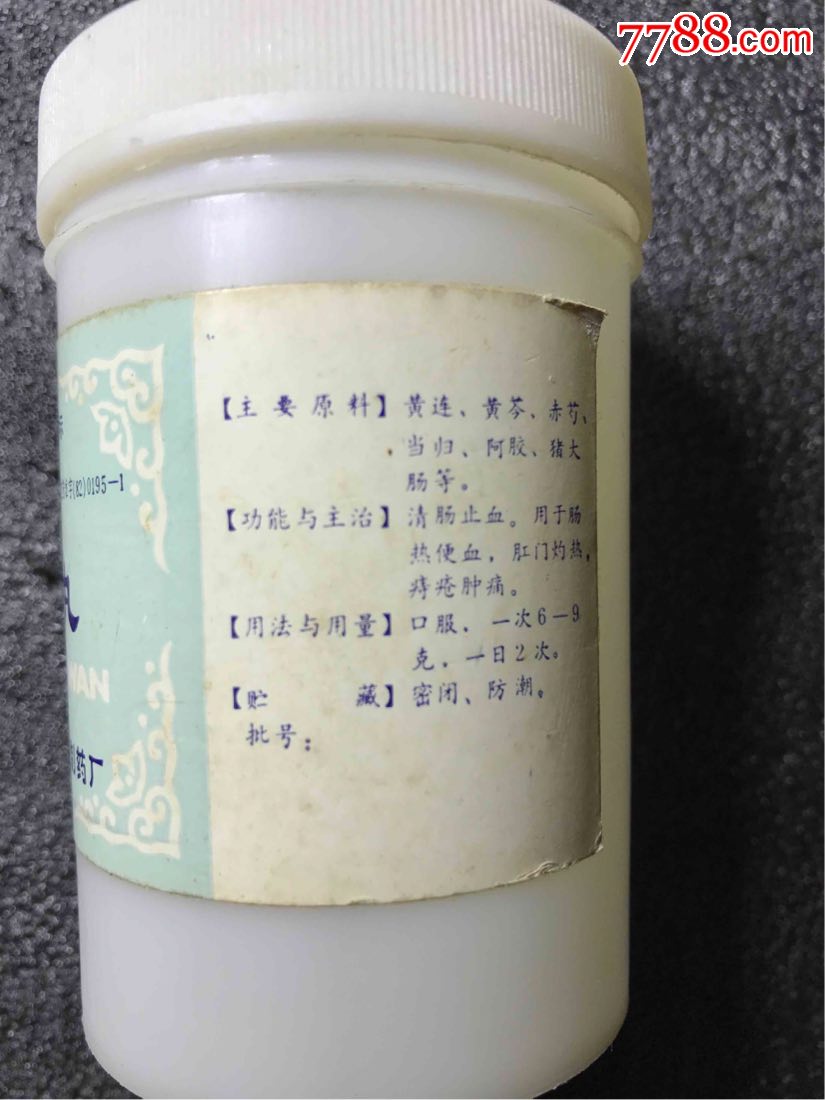 7788.com
字(82)0195—1
丸
WAN
药厂
【主要原料】黄连、黄芩、赤芍、
当归、阿胶、猪大
肠等。
【功能与主治】清肠止血。用于肠
热便血，肛门灼热，
痔疮肿痛。
【用法与用量】口服，一次6－9
克，一日2次。
【贮藏】密闭、防潮。
批号：